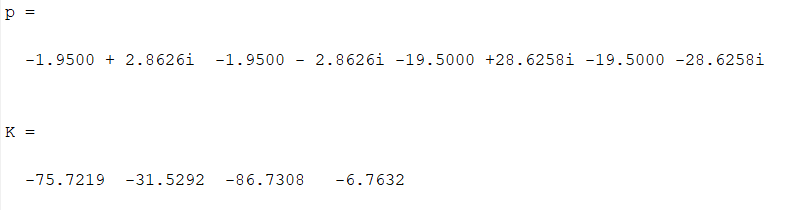 p =
-1.9500 + 2.8626i  -1.9500 - 2.8626i -19.5000 +28.6258i -19.5000 -28.6258i
K =
-75.7219  -31.5292  -86.7308   -6.7632